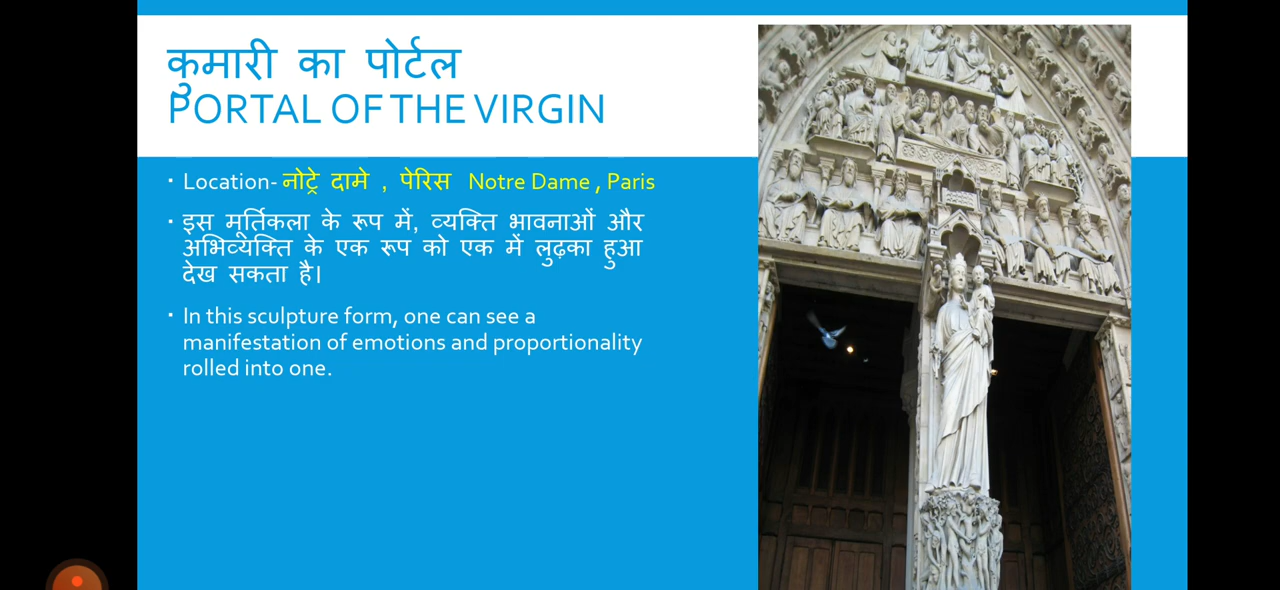 कुमारी का पोर्टल
PORTAL OF THE VIRGIN
Location- नोट्रे दामे , पेरिस Notre Dame , Paris
इस मूर्तिकला के रूप में, व्यक्ति भावनाओं और
अभिव्यक्ति के एक रूप को एक में लुढ़का हुआ
देख सकता है।
In this sculpture form, one can see a
manifestation of emotions and proportionality
rolled into one.